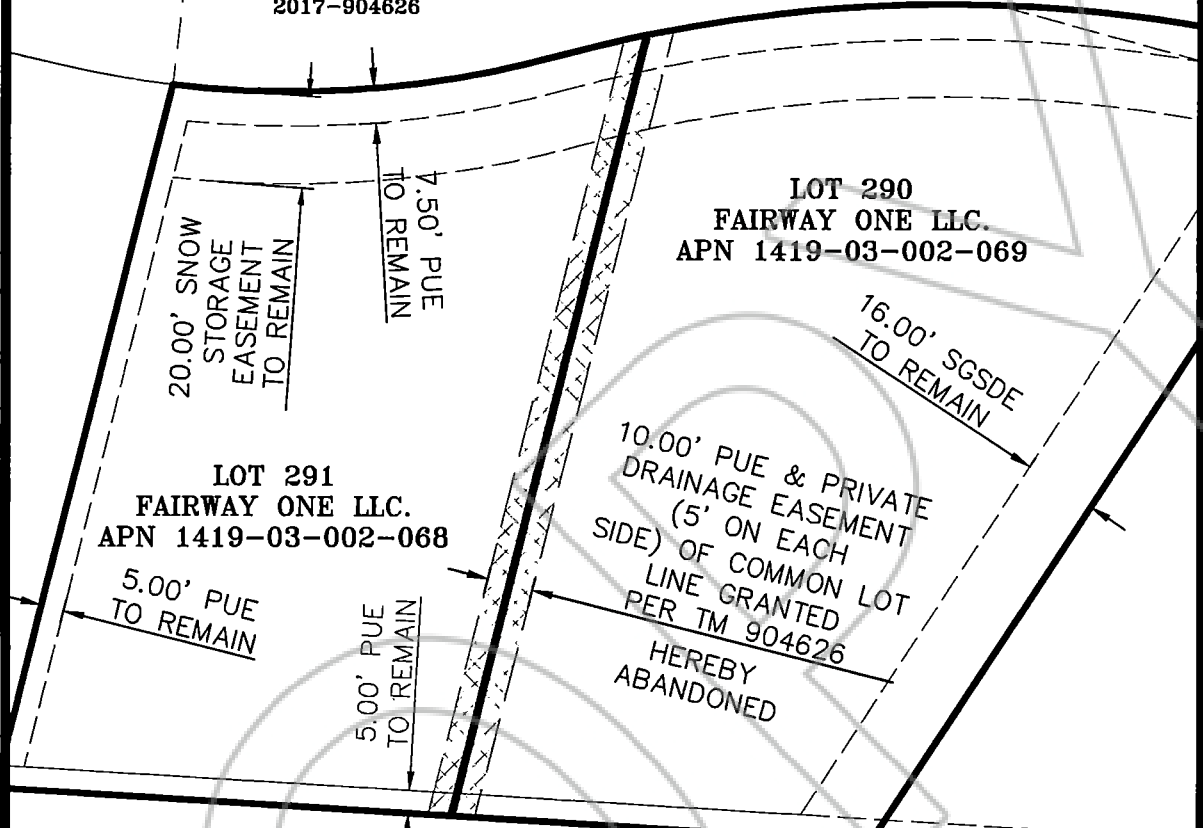 2017-904626
7.50' PUE
TO REMAIN
20.00' SNOW
STORAGE
EASEMENT
TO REMAIN
LOT 290
FAIRWAY ONE LLC.
APN 1419-03-002-069
16.00' SGSDE
TO REMAIN
LOT 291
FAIRWAY ONE LLC.
APN 1419-03-002-068
10.00' PUE & PRIVATE
DRAINAGE EASEMENT
(5' ON EACH
SIDE) OF COMMON LOT
LINE GRANTED
PER TM 904626
HEREBY
ABANDONED
5.00' PUE
TO REMAIN
5.00' PUE
TO REMAIN